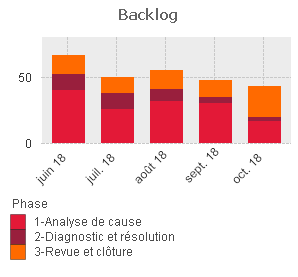 Backlog
50
0
juin 18
juil. 18
août 18
sept. 18
oct. 18
Phase
1-Analyse de cause
2-Diagnostic et résolution
3-Revue et clôture